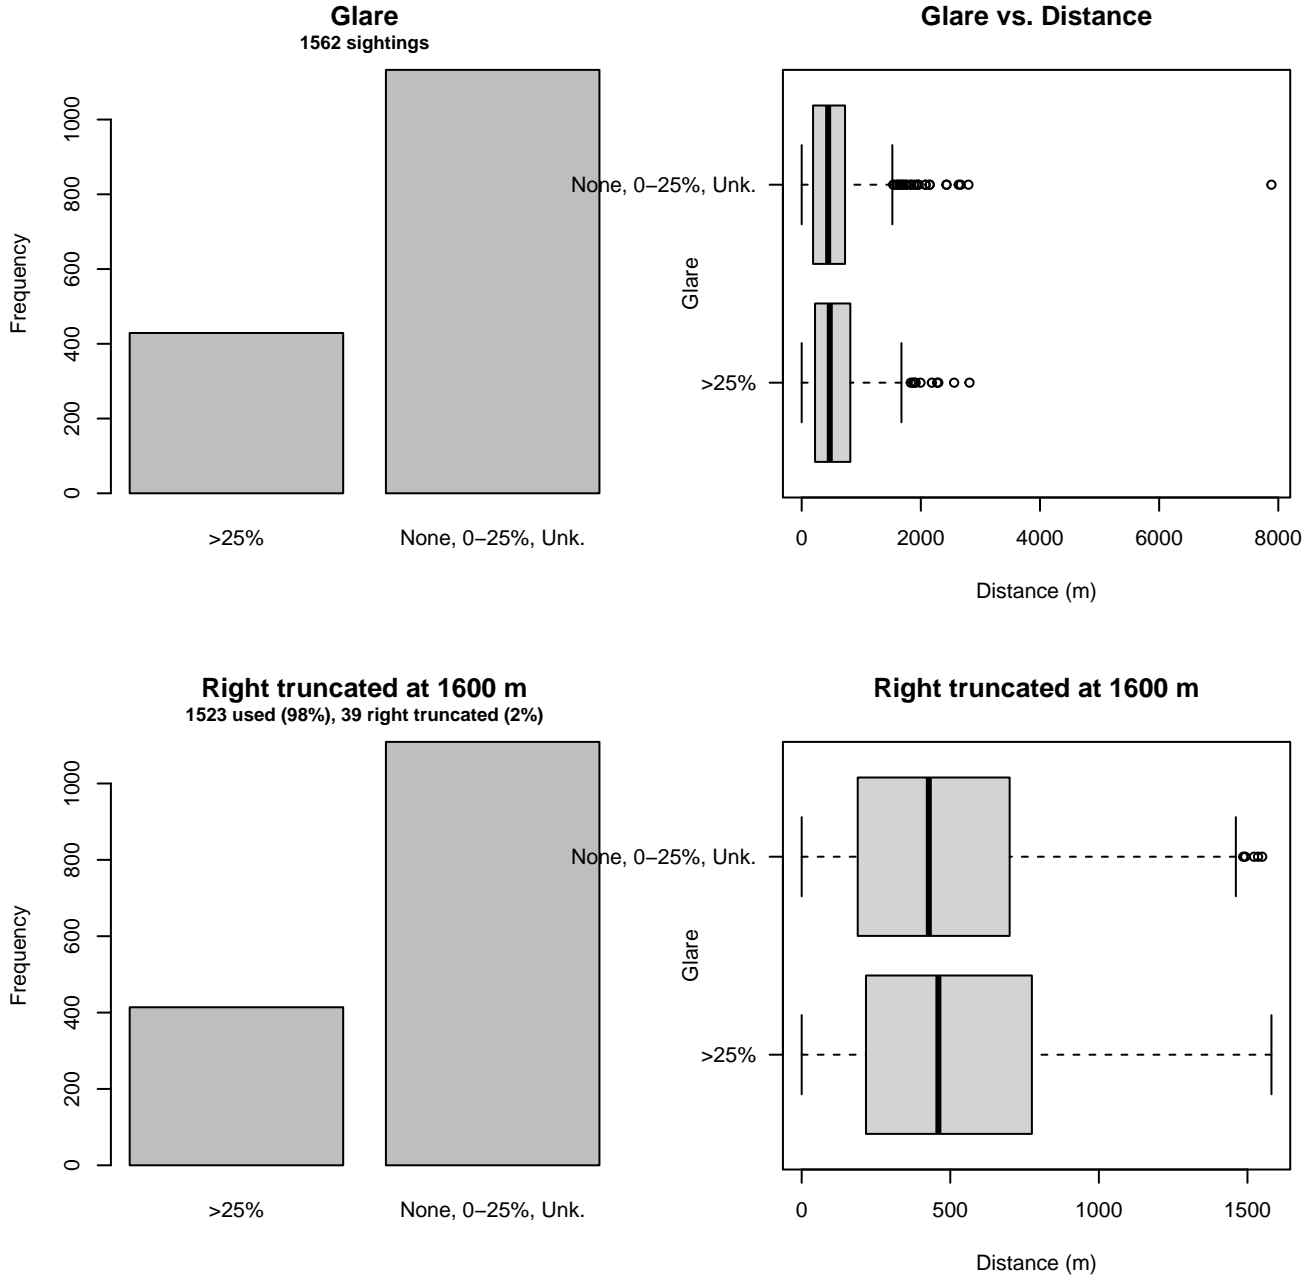 Glare
1562 sightings
Frequency
0
200
400
600
800
1000
>25%
None, 0−25%, Unk.
Glare vs. Distance
Glare
None, 0−25%, Unk.
>25%
0
2000
4000
6000
8000
Distance (m)
Right truncated at 1600 m
1523 used (98%), 39 right truncated (2%)
Frequency
0
200
400
600
800
1000
>25%
None, 0−25%, Unk.
Right truncated at 1600 m
Glare
None, 0−25%, Unk.
>25%
0
500
1000
1500
Distance (m)